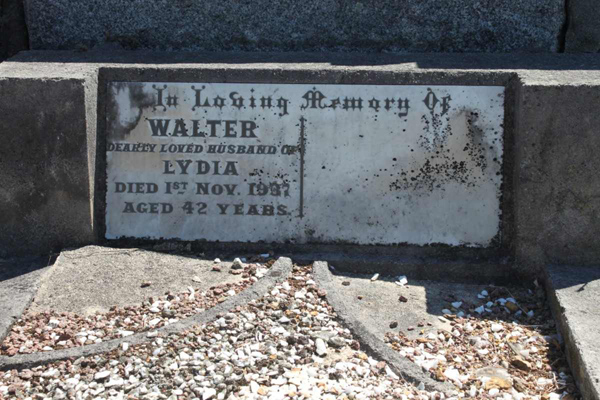 In Loving Memory Of
WALTER
DEARLY LOVED HUSBAND OF
LYDIA
DIED 1ST NOV. 1937
AGED 42 YEARS.